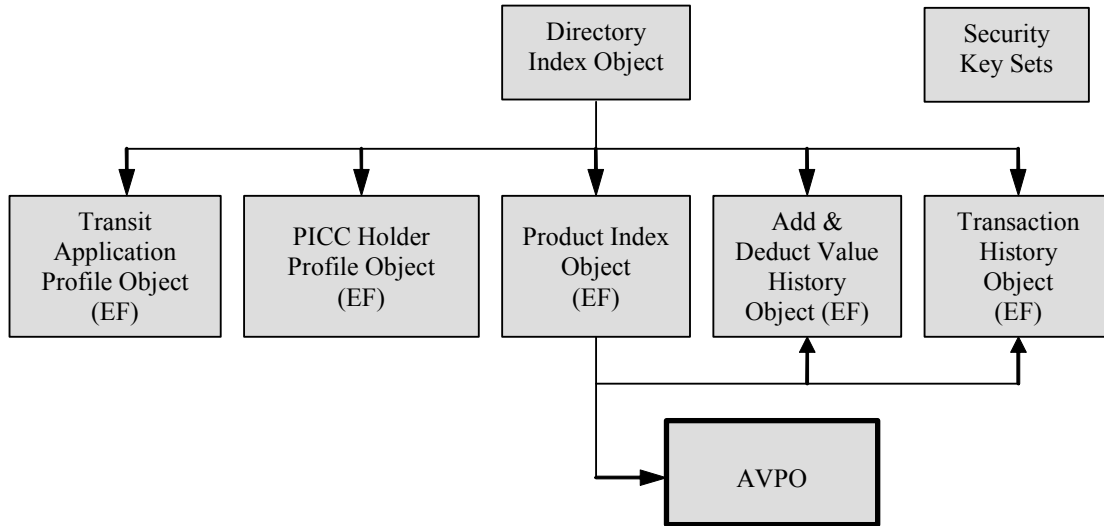 Directory
Index Object
Security
Key Sets
Transit
Application
Profile Object
(EF)
PICC Holder
Profile Object
(EF)
Product Index
Object
(EF)
Add &
Deduct Value
History
Object (EF)
Transaction
History
Object
(EF)
AVPO